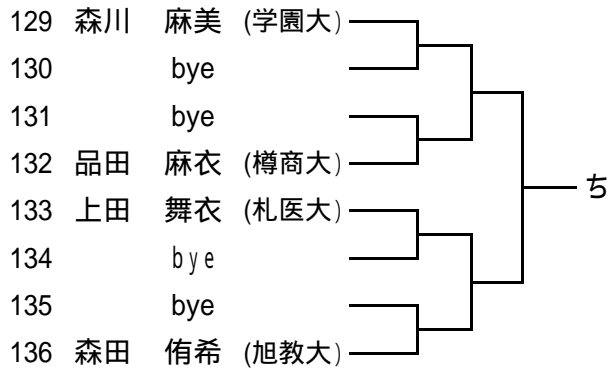 129 森川 麻美 (学園大)
130 bye
131 bye
132 品田 麻衣 (樽商大)
133 上田 舞衣 (札医大)
134 bye
135 bye
136 森田 侑希 (旭教大)
ち